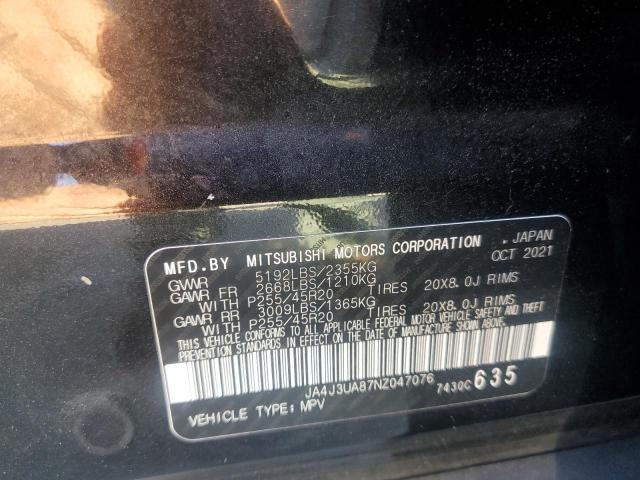 MFD.BY MITSUBISHI MOTORS CORPORATION . JAPAN
GVWR 5192LBS/2355KG OCT 2021
GAWR FR 2668LBS/1210KG
WITH P255/45R20 TIRES 20X8.0J RIMS
GAWR RR 3009LBS/1365KG
WITH P255/45R20 TIRES 20X8.0J RIMS
THIS VEHICLE CONFORMS TO ALL APPLICABLE FEDERAL MOTOR VEHICLE SAFETY, BUMPER, AND THEFT
PREVENTION STANDARDS IN EFFECT ON THE DATE OF MANUFACTURE SHOWN ABOVE.
JA4J3UA87NZ047076 7430C 635
VEHICLE TYPE: MPV